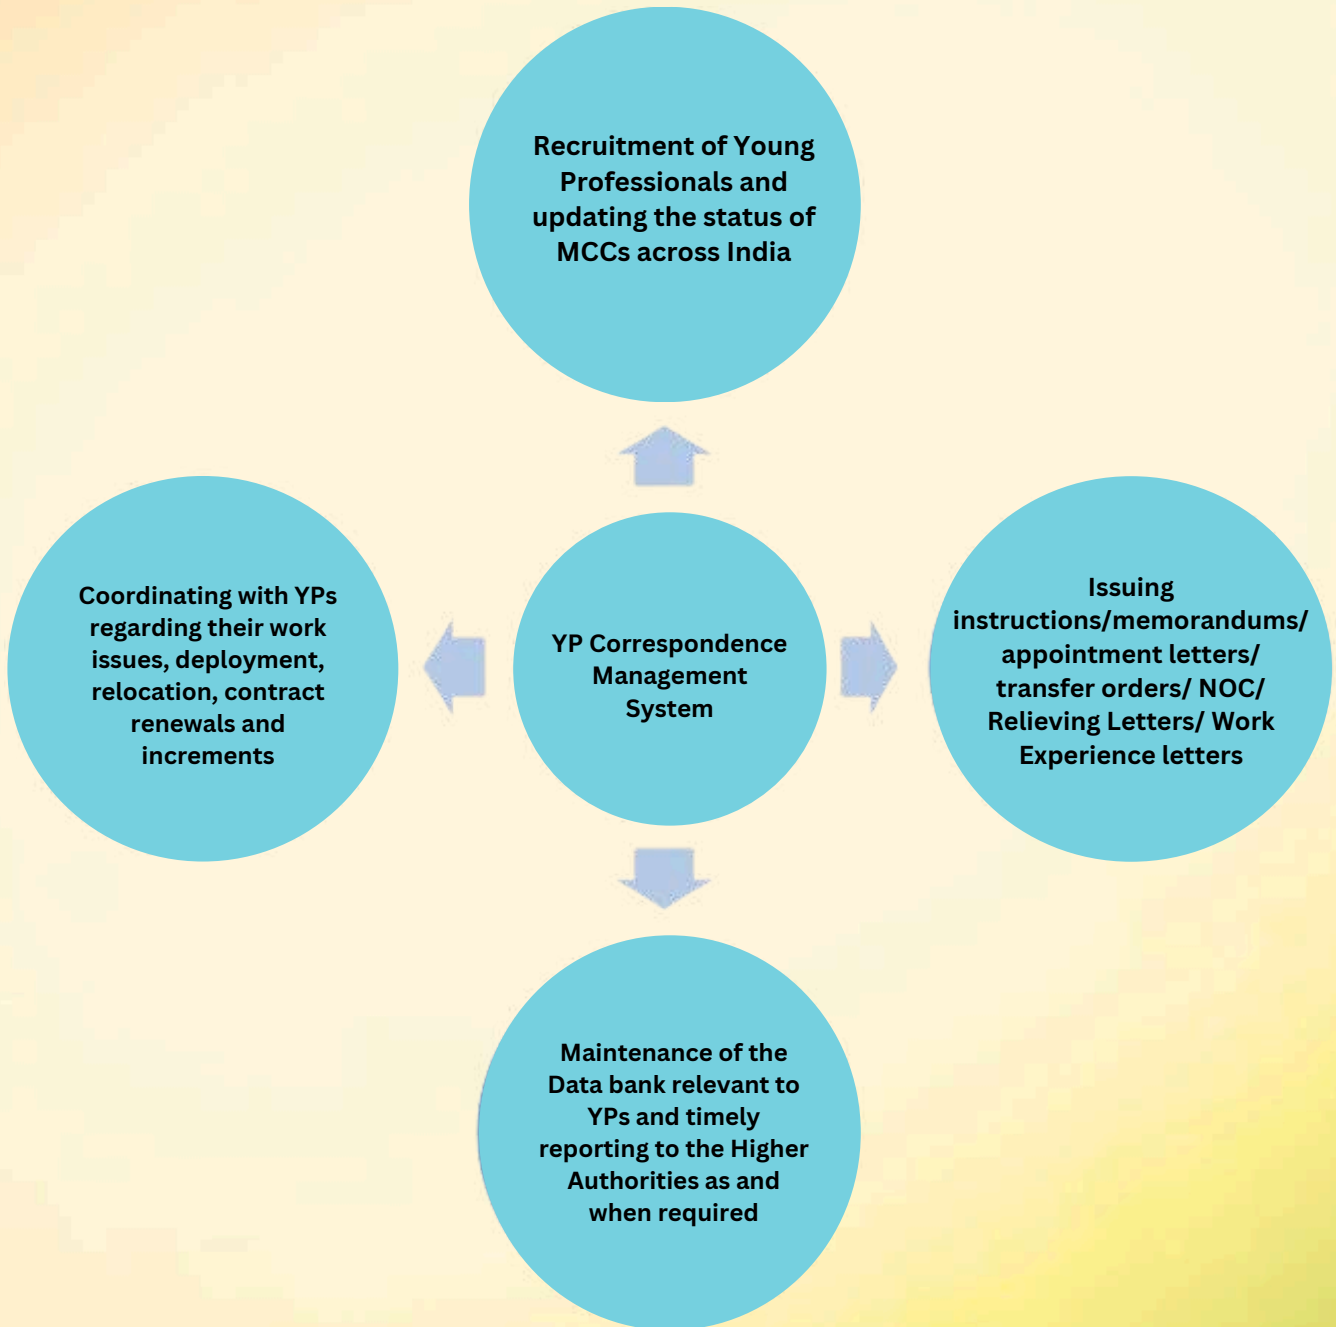 Recruitment of Young
Professionals and
updating the status of
MCCs across India
Coordinating with YPs
regarding their work
issues, deployment,
relocation, contract
renewals and
increments
YP Correspondence
Management
System
Issuing
instructions/memorandums/
appointment letters/
transfer orders/ NOC/
Relieving Letters/ Work
Experience letters
Maintenance of the
Data bank relevant to
YPs and timely
reporting to the Higher
Authorities as and
when required